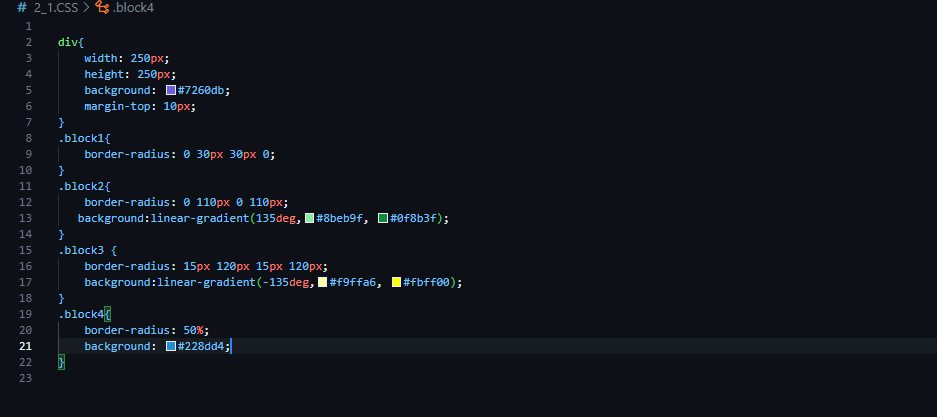 # 2_1.CSS > .block4
1
2 div{
3 width: 250px;
4 height: 250px;
5 background: #7260db;
6 margin-top: 10px;
7 }
8 .block1{
9 border-radius: 0 30px 30px 0;
10 }
11 .block2{
12 border-radius: 0 110px 0 110px;
13 background:linear-gradient(135deg,#8beb9f, #0f8b3f);
14 }
15 .block3 {
16 border-radius: 15px 120px 15px 120px;
17 background:linear-gradient(-135deg,#f9ffa6, #fbff00);
18 }
19 .block4{
20 border-radius: 50%;
21 background: #228dd4;
22 }
23